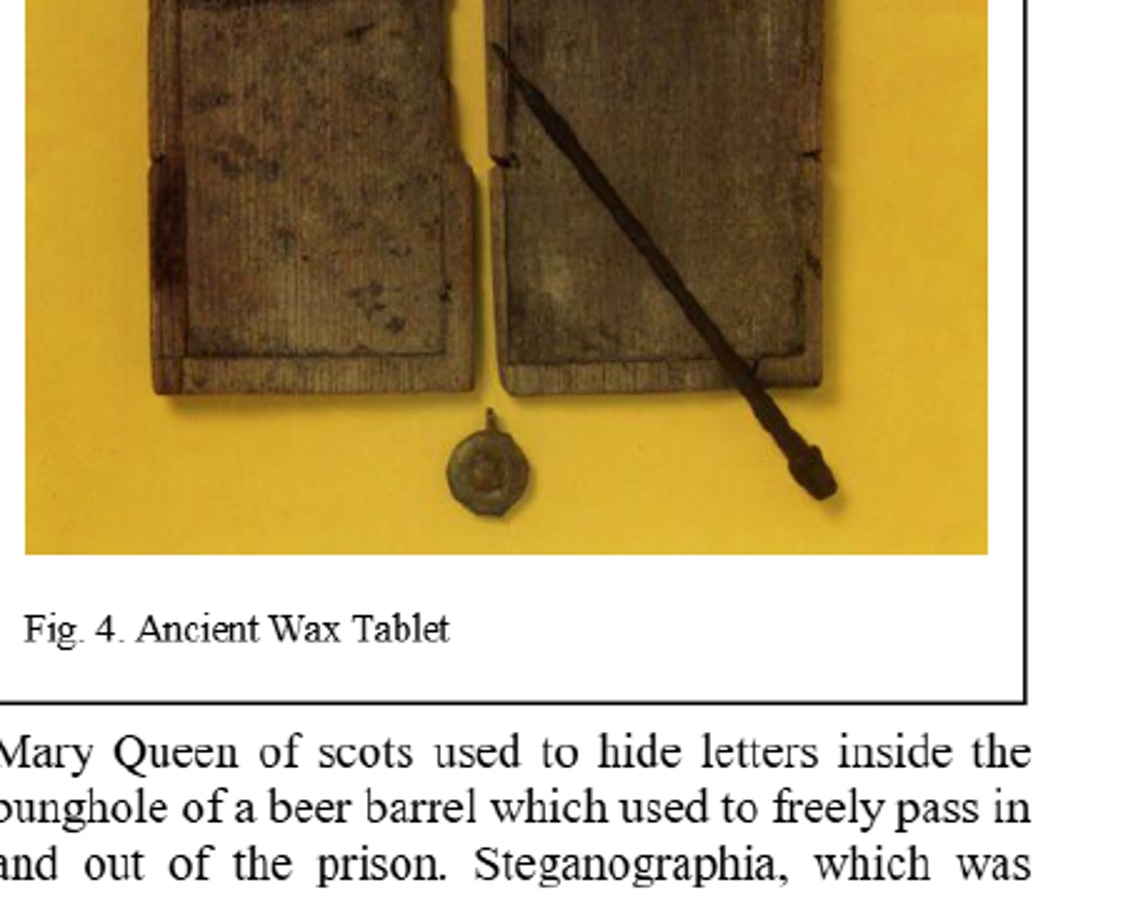 Fig. 4. Ancient Wax Tablet
Mary Queen of scots used to hide letters inside the
bunghole of a beer barrel which used to freely pass in
and out of the prison. Steganographia, which was